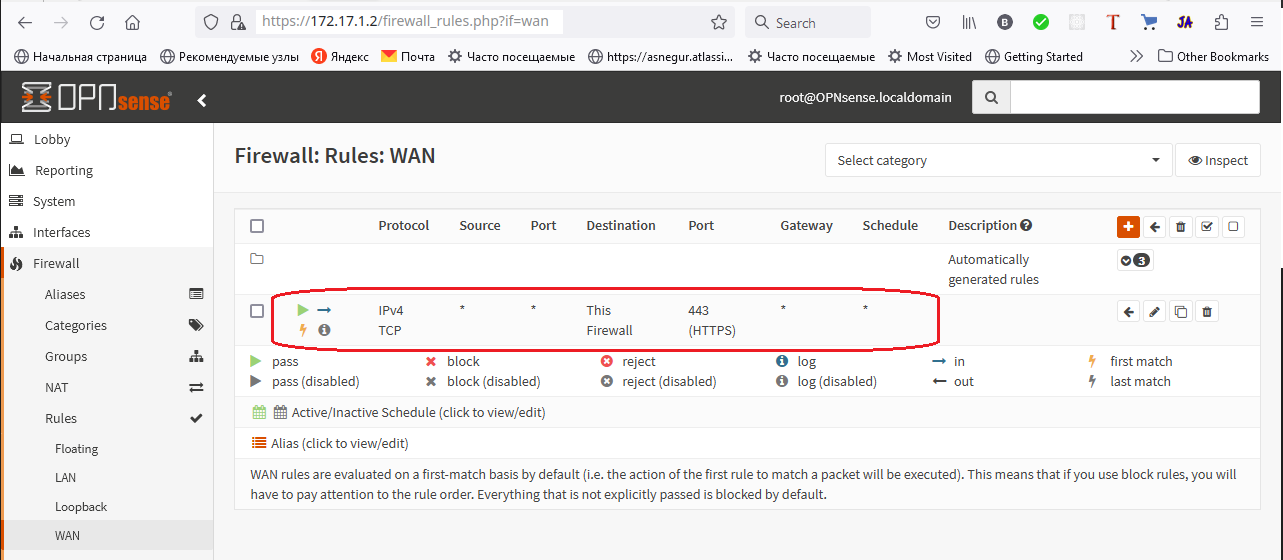 https://172.17.1.2/firewall_rules.php?if=wan
Search
Начальная страница
Рекомендуемые узлы
Яндекс
Почта
Часто посещаемые
https://asnegur.atlassi...
Часто посещаемые
Most Visited
Getting Started
Other Bookmarks
OPNsense
root@OPNsense.localdomain
Lobby
Reporting
System
Interfaces
Firewall
Aliases
Categories
Groups
NAT
Rules
Floating
LAN
Loopback
WAN
Firewall: Rules: WAN
Select category
Inspect
Protocol Source Port Destination Port Gateway Schedule Description
Automatically
generated rules
3
IPv4 * * This 443 * *
TCP Firewall (HTTPS)
pass block reject log in first match
pass (disabled) block (disabled) reject (disabled) log (disabled) out last match
Active/Inactive Schedule (click to view/edit)
Alias (click to view/edit)
WAN rules are evaluated on a first-match basis by default (i.e. the action of the first rule to match a packet will be executed). This means that if you use block rules, you will
have to pay attention to the rule order. Everything that is not explicitly passed is blocked by default.